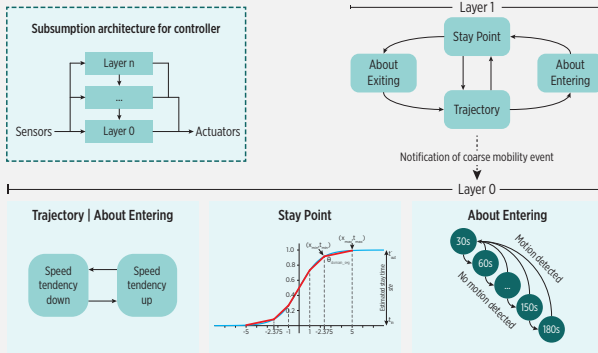 Subsumption architecture for controller
Layer n
...
Layer 0
Sensors
Actuators
Layer 1
Stay Point
About
Exiting
About
Entering
Trajectory
Notification of coarse mobility event
Layer 0
Trajectory | About Entering
Speed
tendency
down
Speed
tendency
up
Stay Point
1.0
0.8
0.6
0.4
0.2
-5
-2.375
-1
1
-2.375
5
Estimated stay time
About Entering
30s
60s
...
150s
180s
Motion detected
No motion detected